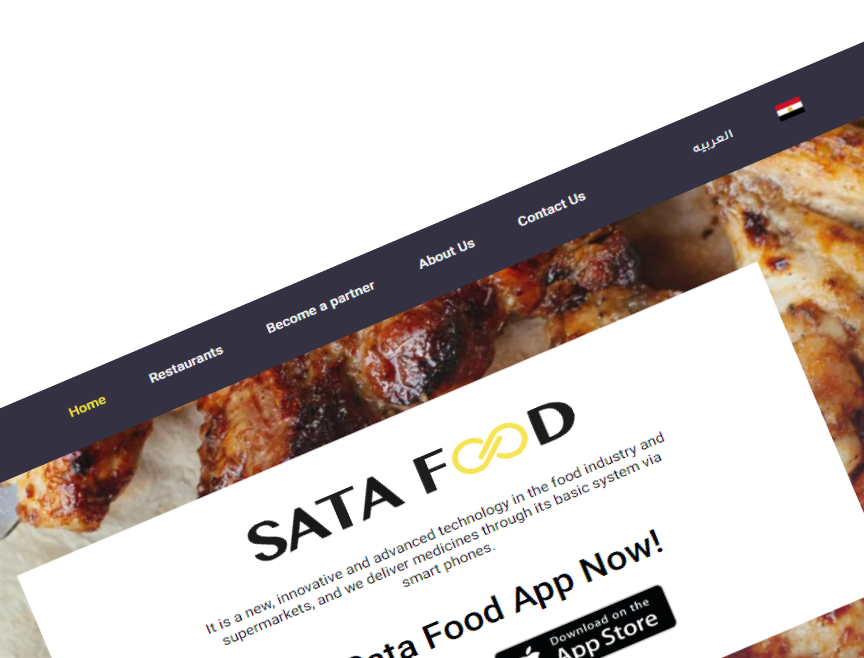 Home Restaurants Become a partner About Us Contact Us العربيه
SATA FOOD
It is a new, innovative and advanced technology in the food industry and
supermarkets, and we deliver medicines through its basic system via
smart phones.
Sata Food App Now!
Download on the
App Store